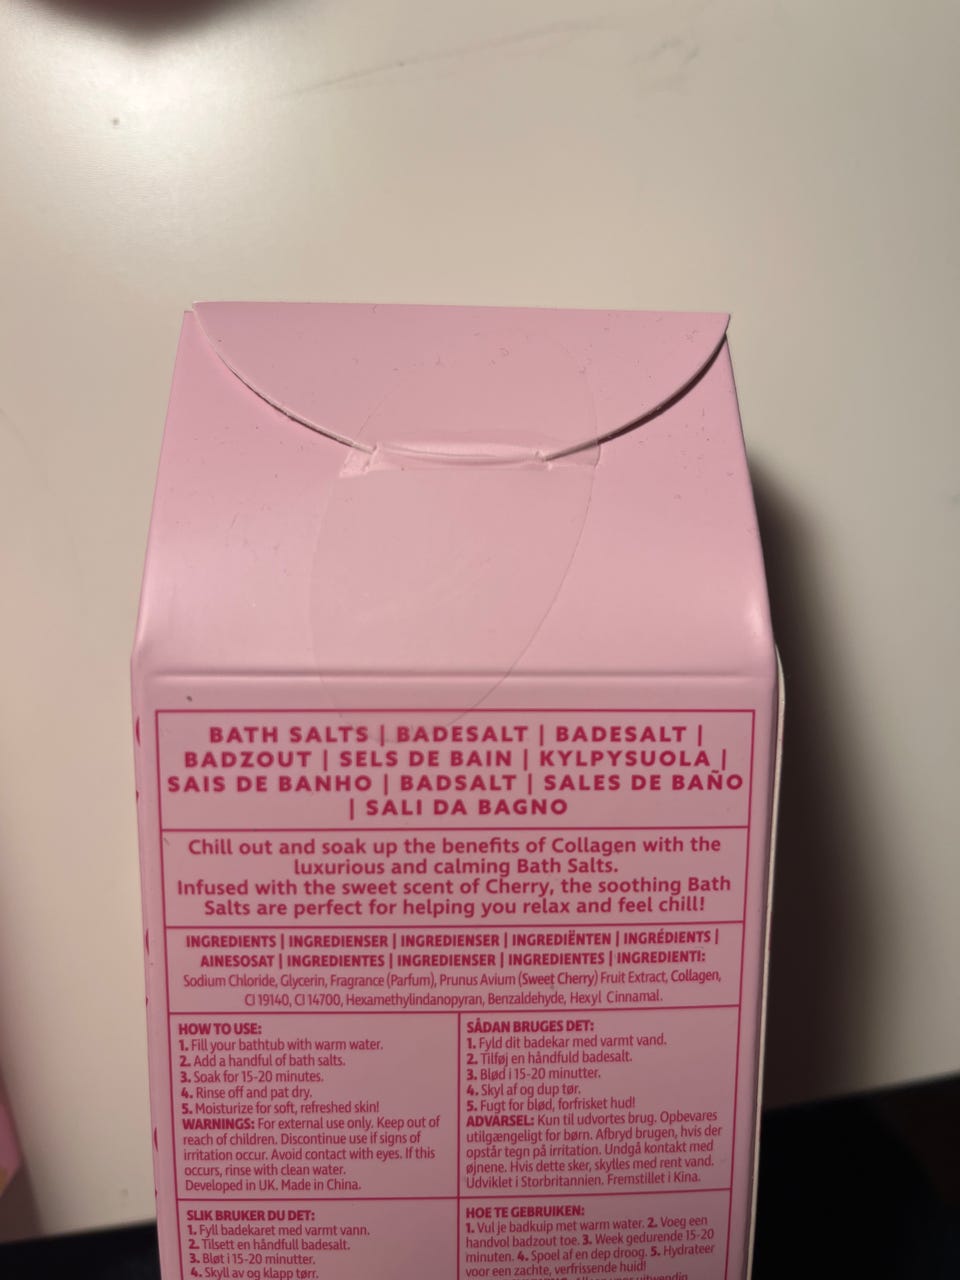 BATH SALTS | BADESALT | BADESALT |
BADZOUT | SELS DE BAIN | KYLPYSUOLA |
SAIS DE BANHO | BADSALT | SALES DE BAÑO
| SALI DA BAGNO
Chill out and soak up the benefits of Collagen with the
luxurious and calming Bath Salts.
Infused with the sweet scent of Cherry, the soothing Bath
Salts are perfect for helping you relax and feel chill!
INGREDIENTS | INGREDIENSER | INGREDIENSER | INGREDIËNTEN | INGRÉDIENTS |
AINESOSAT | INGREDIENTES | INGREDIENSER | INGREDIENTES | INGREDIENTI:
Sodium Chloride, Glycerin, Fragrance (Parfum), Prunus Avium (Sweet Cherry) Fruit Extract, Collagen,
CI 19140, CI 14700, Hexamethylindanopyran, Benzaldehyde, Hexyl Cinnamal.
HOW TO USE:
1. Fill your bathtub with warm water.
2. Add a handful of bath salts.
3. Soak for 15-20 minutes.
4. Rinse off and pat dry.
5. Moisturize for soft, refreshed skin!
WARNINGS: For external use only. Keep out of
reach of children. Discontinue use if signs of
irritation occur. Avoid contact with eyes. If this
occurs, rinse with clean water.
Developed in UK. Made in China.
SÅDAN BRUGES DET:
1. Fyld dit badekar med varmt vand.
2. Tilføj en håndfuld badesalt.
3. Blød i 15-20 minutter.
4. Skyl af og dup tør.
5. Fugt for blød, forfrisket hud!
ADVARSEL: Kun til udvortes brug. Opbevares
utilgængeligt for børn. Afbryd brugen, hvis der
opstår tegn på irritation. Undgå kontakt med
øjnene. Hvis dette sker, skylles med rent vand.
Udviklet i Storbritannien. Fremstillet i Kina.
SLIK BRUKER DU DET:
1. Fyll badekaret med varmt vann.
2. Tilsett en håndfull badesalt.
3. Bløt i 15-20 minutter.
4. Skyll av og klapp tørr.
HOE TE GEBRUIKEN:
1. Vul je badkuip met warm water. 2. Voeg een
handvol badzout toe. 3. Week gedurende 15-20
minuten. 4. Spoel af en dep droog. 5. Hydrateer
voor een zachte, verfrissende huid!